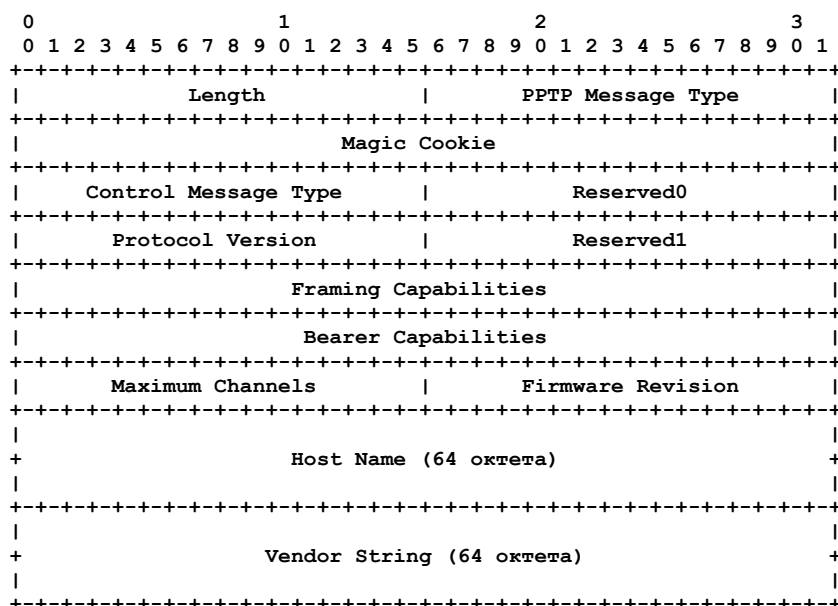 0                   1                   2                   3
 0 1 2 3 4 5 6 7 8 9 0 1 2 3 4 5 6 7 8 9 0 1 2 3 4 5 6 7 8 9 0 1
+-+-+-+-+-+-+-+-+-+-+-+-+-+-+-+-+-+-+-+-+-+-+-+-+-+-+-+-+-+-+-+-+
|             Length            |       PPTP Message Type       |
+-+-+-+-+-+-+-+-+-+-+-+-+-+-+-+-+-+-+-+-+-+-+-+-+-+-+-+-+-+-+-+-+
|                         Magic Cookie                          |
+-+-+-+-+-+-+-+-+-+-+-+-+-+-+-+-+-+-+-+-+-+-+-+-+-+-+-+-+-+-+-+-+
|     Control Message Type      |           Reserved0           |
+-+-+-+-+-+-+-+-+-+-+-+-+-+-+-+-+-+-+-+-+-+-+-+-+-+-+-+-+-+-+-+-+
|       Protocol Version        |           Reserved1           |
+-+-+-+-+-+-+-+-+-+-+-+-+-+-+-+-+-+-+-+-+-+-+-+-+-+-+-+-+-+-+-+-+
|                     Framing Capabilities                      |
+-+-+-+-+-+-+-+-+-+-+-+-+-+-+-+-+-+-+-+-+-+-+-+-+-+-+-+-+-+-+-+-+
|                      Bearer Capabilities                      |
+-+-+-+-+-+-+-+-+-+-+-+-+-+-+-+-+-+-+-+-+-+-+-+-+-+-+-+-+-+-+-+-+
|       Maximum Channels        |       Firmware Revision       |
+-+-+-+-+-+-+-+-+-+-+-+-+-+-+-+-+-+-+-+-+-+-+-+-+-+-+-+-+-+-+-+-+
|                                                               |
+                     Host Name (64 октета)                     +
|                                                               |
+-+-+-+-+-+-+-+-+-+-+-+-+-+-+-+-+-+-+-+-+-+-+-+-+-+-+-+-+-+-+-+-+
|                                                               |
+                   Vendor String (64 октета)                   +
|                                                               |
+-+-+-+-+-+-+-+-+-+-+-+-+-+-+-+-+-+-+-+-+-+-+-+-+-+-+-+-+-+-+-+-+